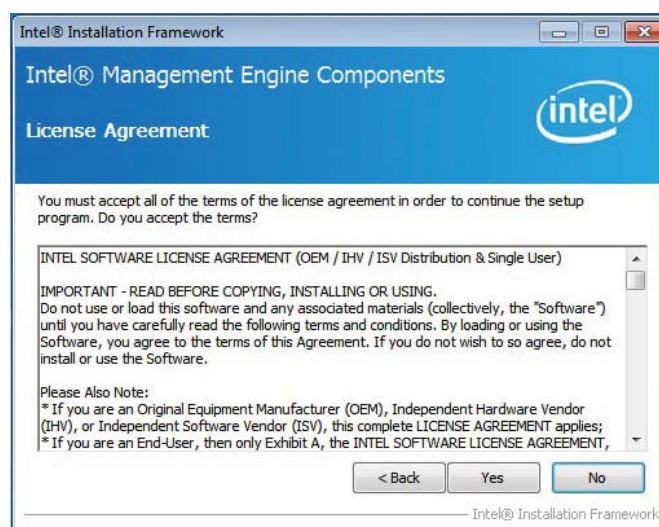 Intel® Installation Framework
Intel® Management Engine Components
License Agreement
intel
You must accept all of the terms of the license agreement in order to continue the setup
program. Do you accept the terms?
INTEL SOFTWARE LICENSE AGREEMENT (OEM / IHV / ISV Distribution & Single User)
IMPORTANT - READ BEFORE COPYING, INSTALLING OR USING.
Do not use or load this software and any associated materials (collectively, the "Software")
until you have carefully read the following terms and conditions. By loading or using the
Software, you agree to the terms of this Agreement. If you do not wish to so agree, do not
install or use the Software.
Please Also Note:
* If you are an Original Equipment Manufacturer (OEM), Independent Hardware Vendor
(IHV), or Independent Software Vendor (ISV), this complete LICENSE AGREEMENT applies;
* If you are an End-User, then only Exhibit A, the INTEL SOFTWARE LICENSE AGREEMENT,
< Back Yes No
Intel® Installation Framework